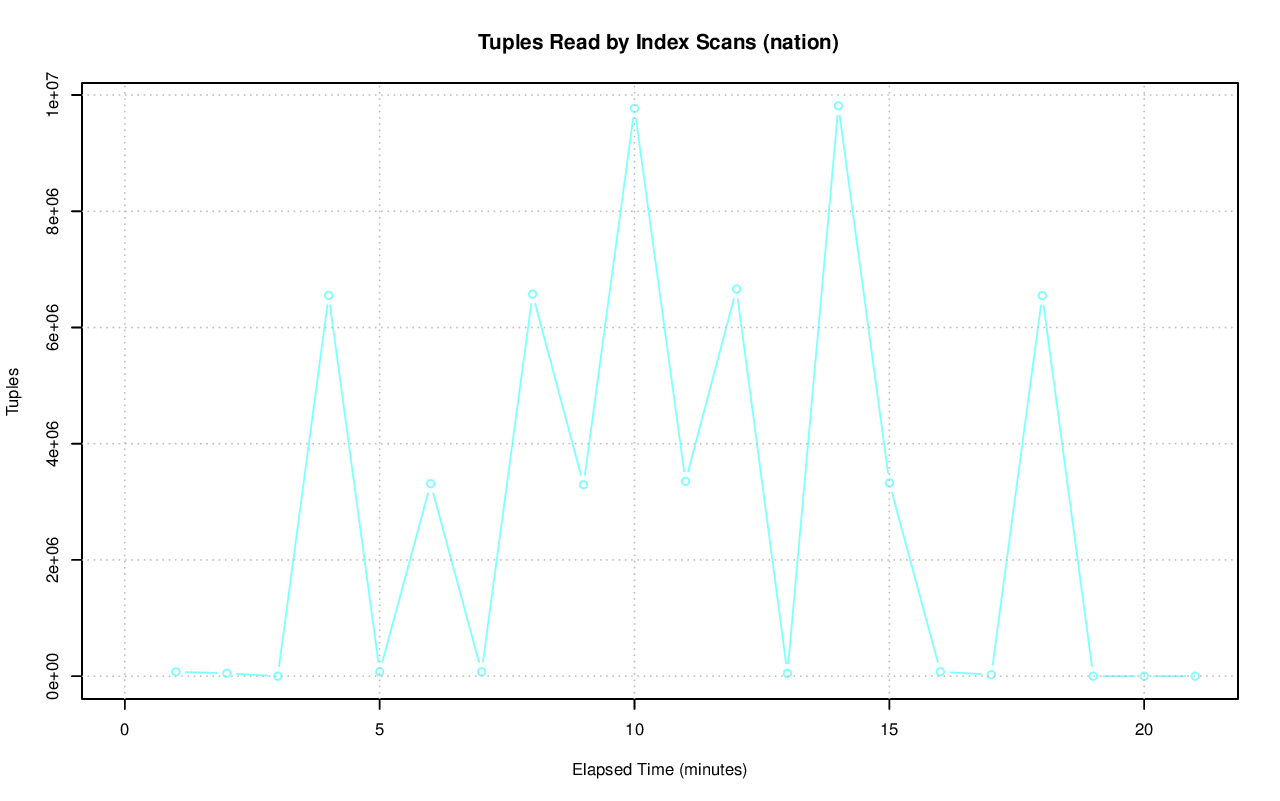 Tuples Read by Index Scans (nation)
1e+07
8e+06
6e+06
4e+06
2e+06
0e+00
Tuples
0 5 10 15 20
Elapsed Time (minutes)